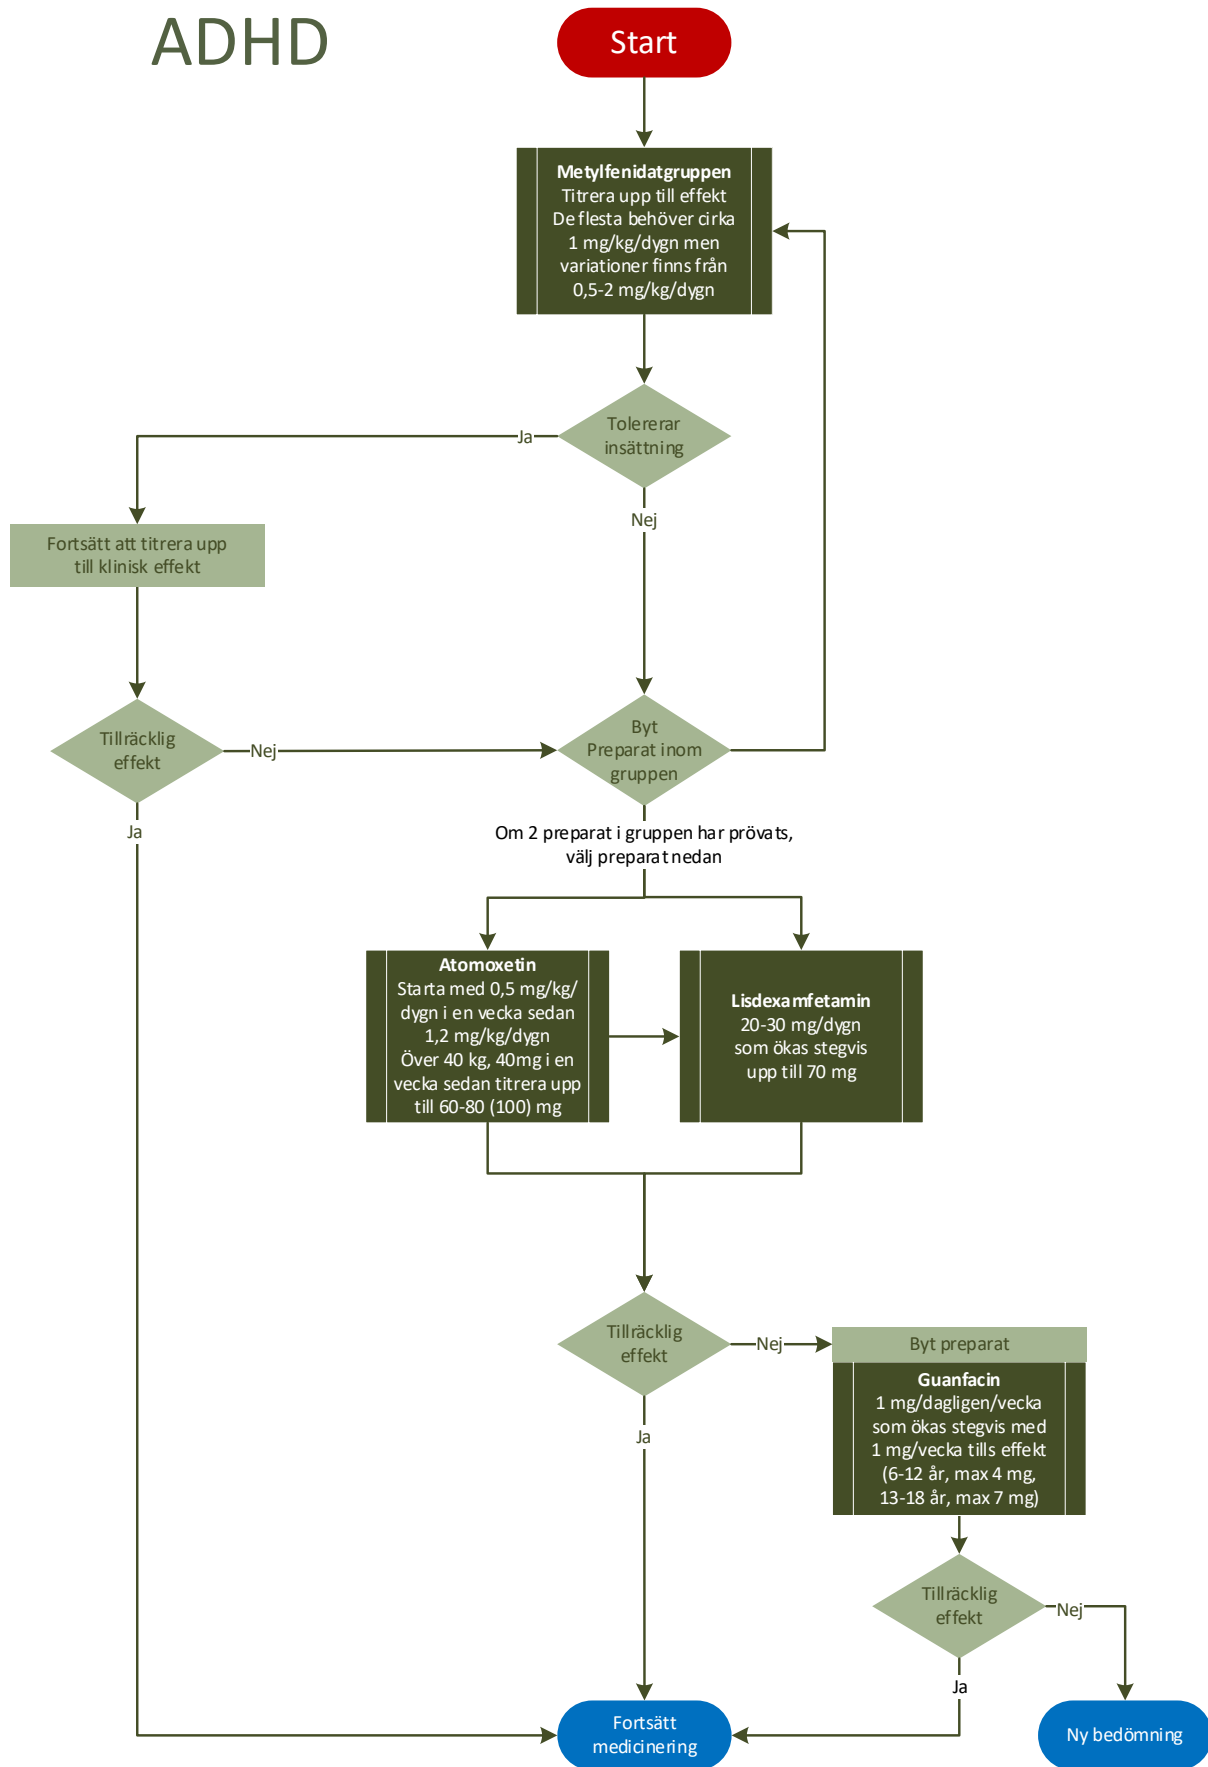 ADHD
Start
Metylfenidatgruppen
Titrera upp till effekt
De flesta behöver cirka
1 mg/kg/dygn men
variationer finns från
0,5-2 mg/kg/dygn
Tolererar
insättning
Ja
Nej
Fortsätt att titrera upp
till klinisk effekt
Tillräcklig
effekt
Nej
Ja
Byt
Preparat inom
gruppen
Om 2 preparat i gruppen har prövats,
välj preparat nedan
Atomoxetin
Starta med 0,5 mg/kg/
dygn i en vecka sedan
1,2 mg/kg/dygn
Över 40 kg, 40mg i en
vecka sedan titrera upp
till 60-80 (100) mg
Lisdexamfetamin
20-30 mg/dygn
som ökas stegvis
upp till 70 mg
Tillräcklig
effekt
Nej
Ja
Byt preparat
Guanfacin
1 mg/dagligen/vecka
som ökas stegvis med
1 mg/vecka tills effekt
(6-12 år, max 4 mg,
13-18 år, max 7 mg)
Tillräcklig
effekt
Nej
Ja
Fortsätt
medicinering
Ny bedömning